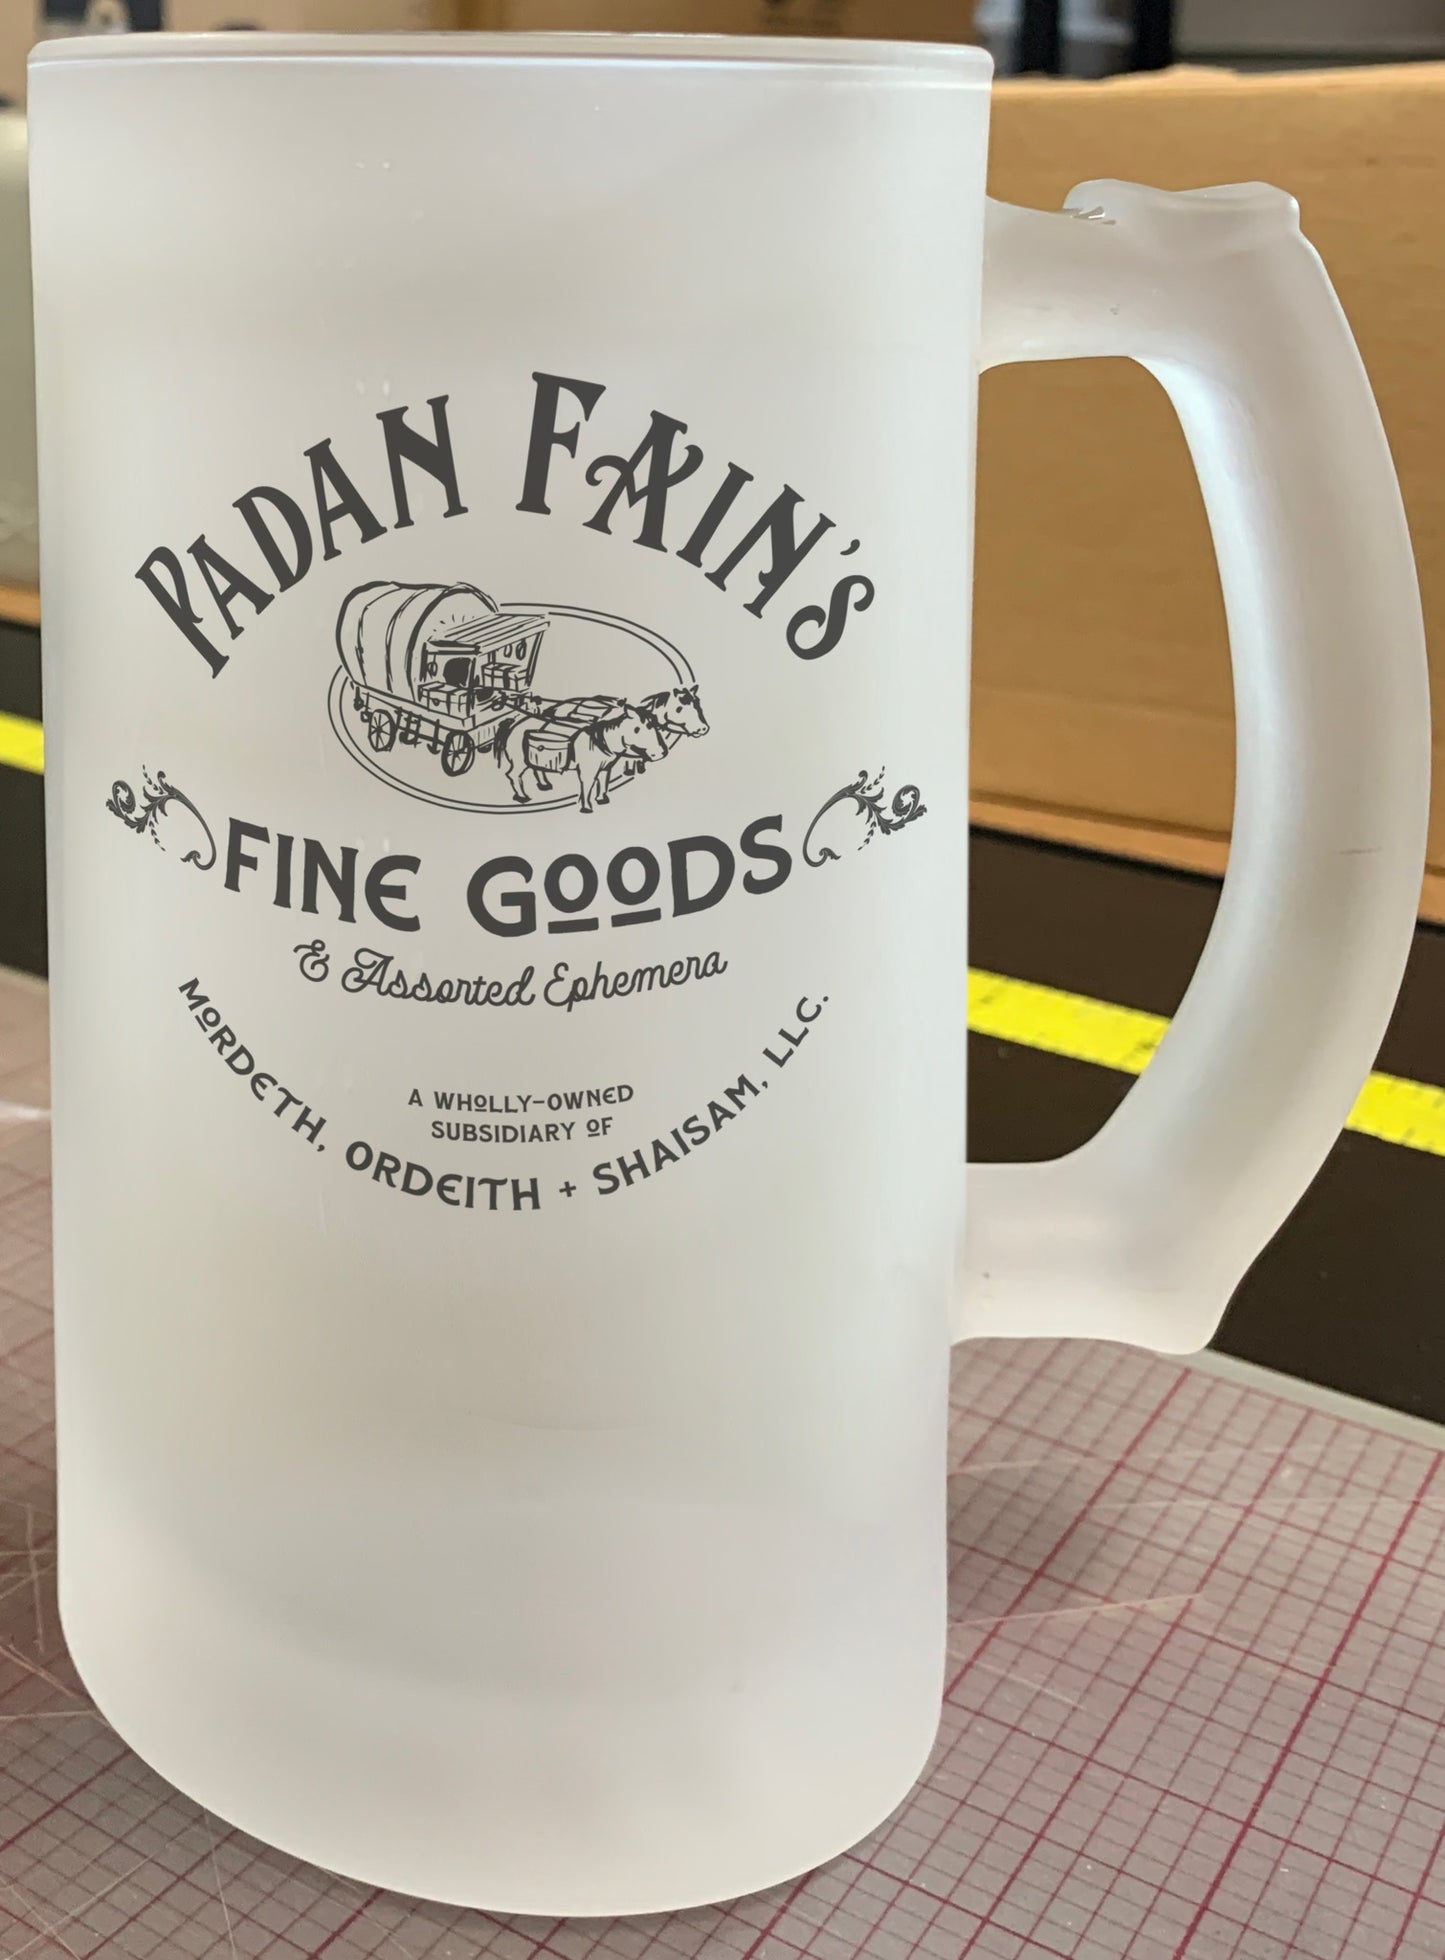 PADAN FAIN'S
FINE GOODS
& Assorted Ephemera
A WHOLLY-OWNED
SUBSIDIARY OF
MORDETH, ORDEITH + SHAISAM, LLC.